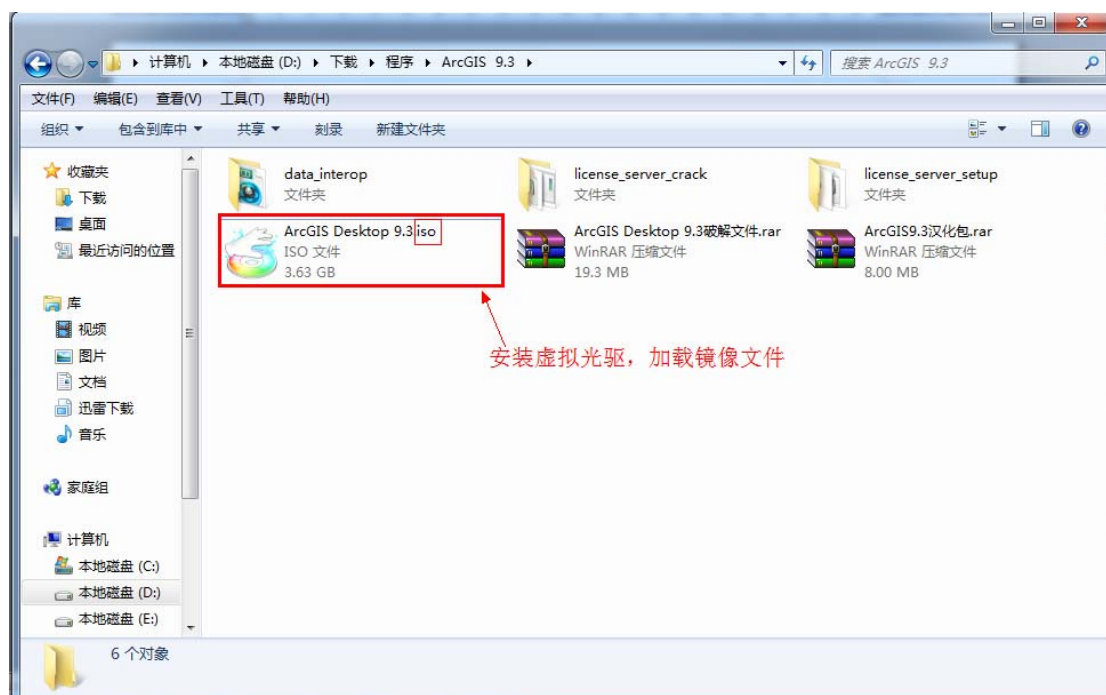 计算机 ▸ 本地磁盘 (D:) ▸ 下载 ▸ 程序 ▸ ArcGIS 9.3 ▸
搜索 ArcGIS 9.3
文件(F) 编辑(E) 查看(V) 工具(T) 帮助(H)
组织 包含到库中 共享 刻录 新建文件夹
收藏夹
下载
桌面
最近访问的位置
库
视频
图片
文档
迅雷下载
音乐
家庭组
计算机
本地磁盘 (C:)
本地磁盘 (D:)
本地磁盘 (E:)
data_interop
文件夹
license_server_crack
文件夹
license_server_setup
文件夹
ArcGIS Desktop 9.3.iso
ISO 文件
3.63 GB
ArcGIS Desktop 9.3破解文件.rar
WinRAR 压缩文件
19.3 MB
ArcGIS9.3汉化包.rar
WinRAR 压缩文件
8.00 MB
安装虚拟光驱，加载镜像文件
6 个对象